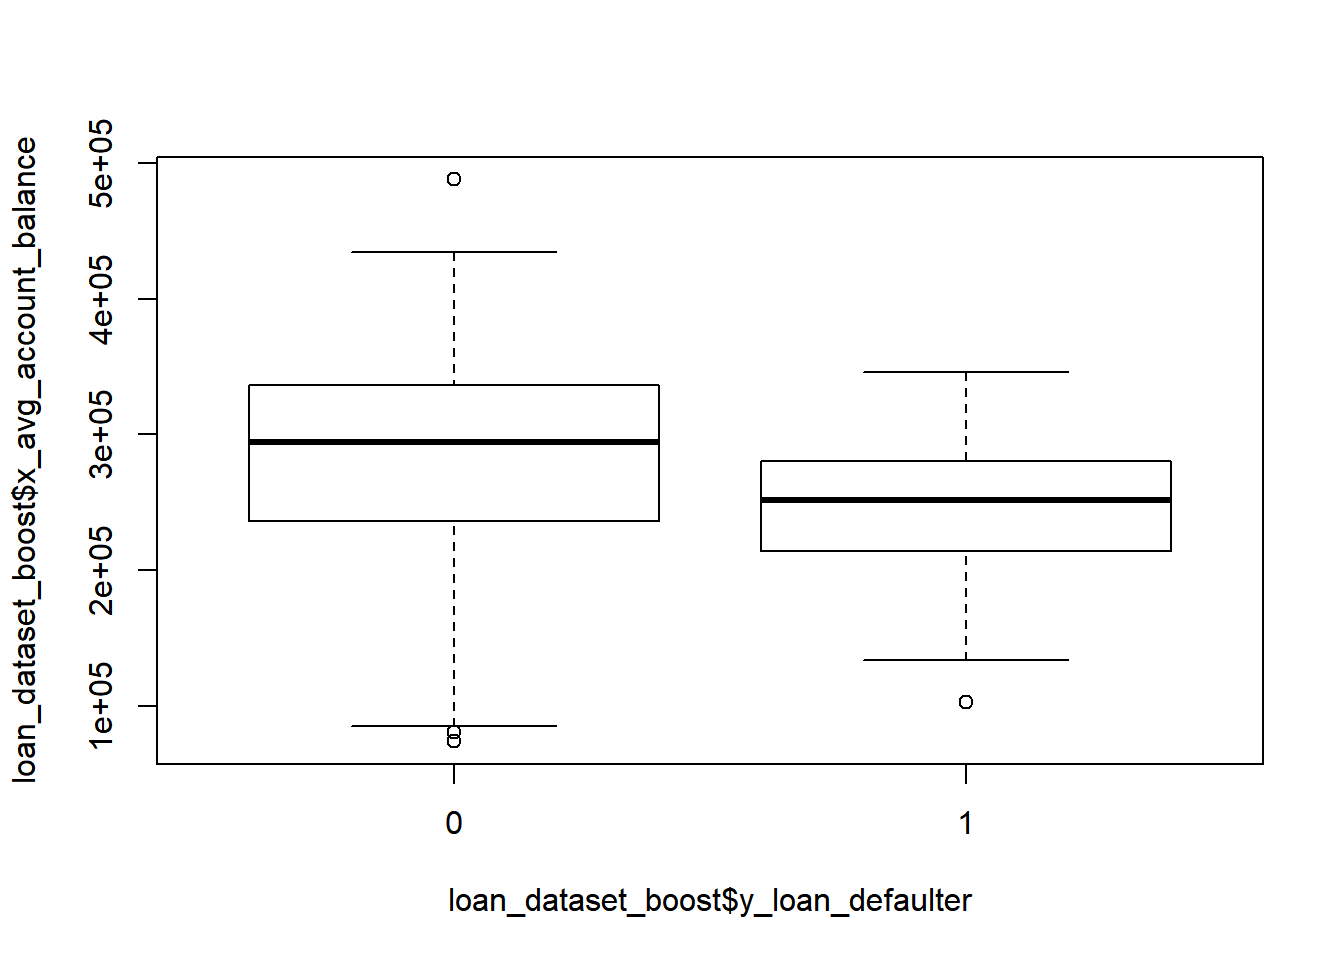 loan_dataset_boost$x_avg_account_balance
5e+05
4e+05
3e+05
2e+05
1e+05
0
1
loan_dataset_boost$y_loan_defaulter